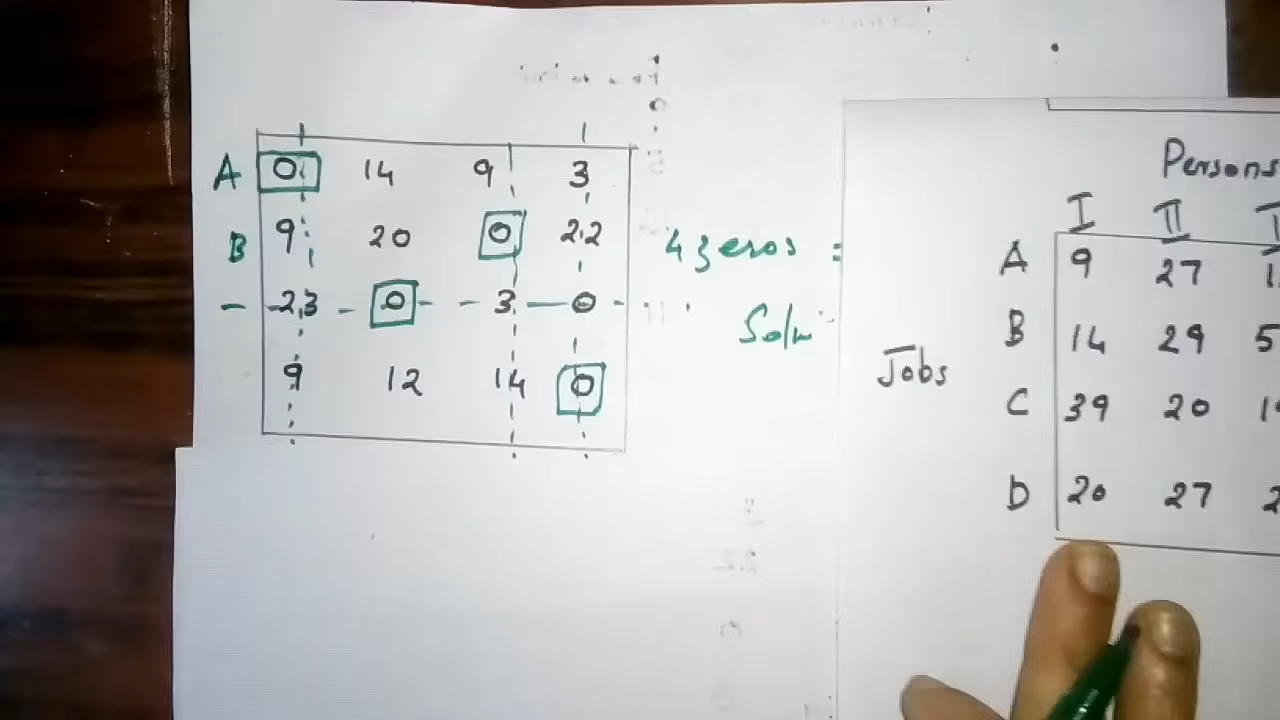 A 0 14 9 3
B 9 20 0 22
23 0 3 0
9 12 14 0
4 zeros =
Soln
Persons
I II
A 9 27
B 14 29 5
Jobs
C 39 20
D 20 27 2